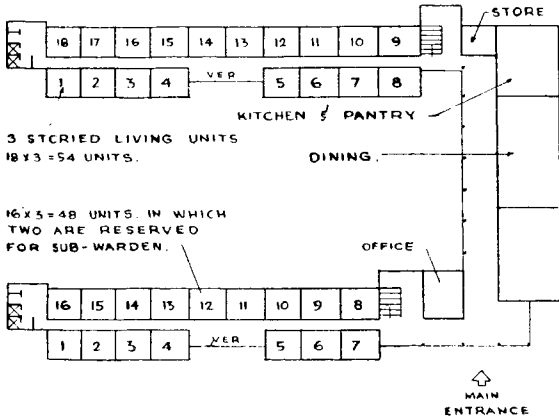 STORE
18 17 16 15 14 13 12 11 10 9
1 2 3 4 VER 5 6 7 8
KITCHEN & PANTRY
3 STORIED LIVING UNITS
18 X 3 = 54 UNITS.
DINING.
16 X 3 = 48 UNITS. IN WHICH
TWO ARE RESERVED
FOR SUB-WARDEN.
OFFICE
16 15 14 13 12 11 10 9 8
1 2 3 4 VER 5 6 7
MAIN
ENTRANCE